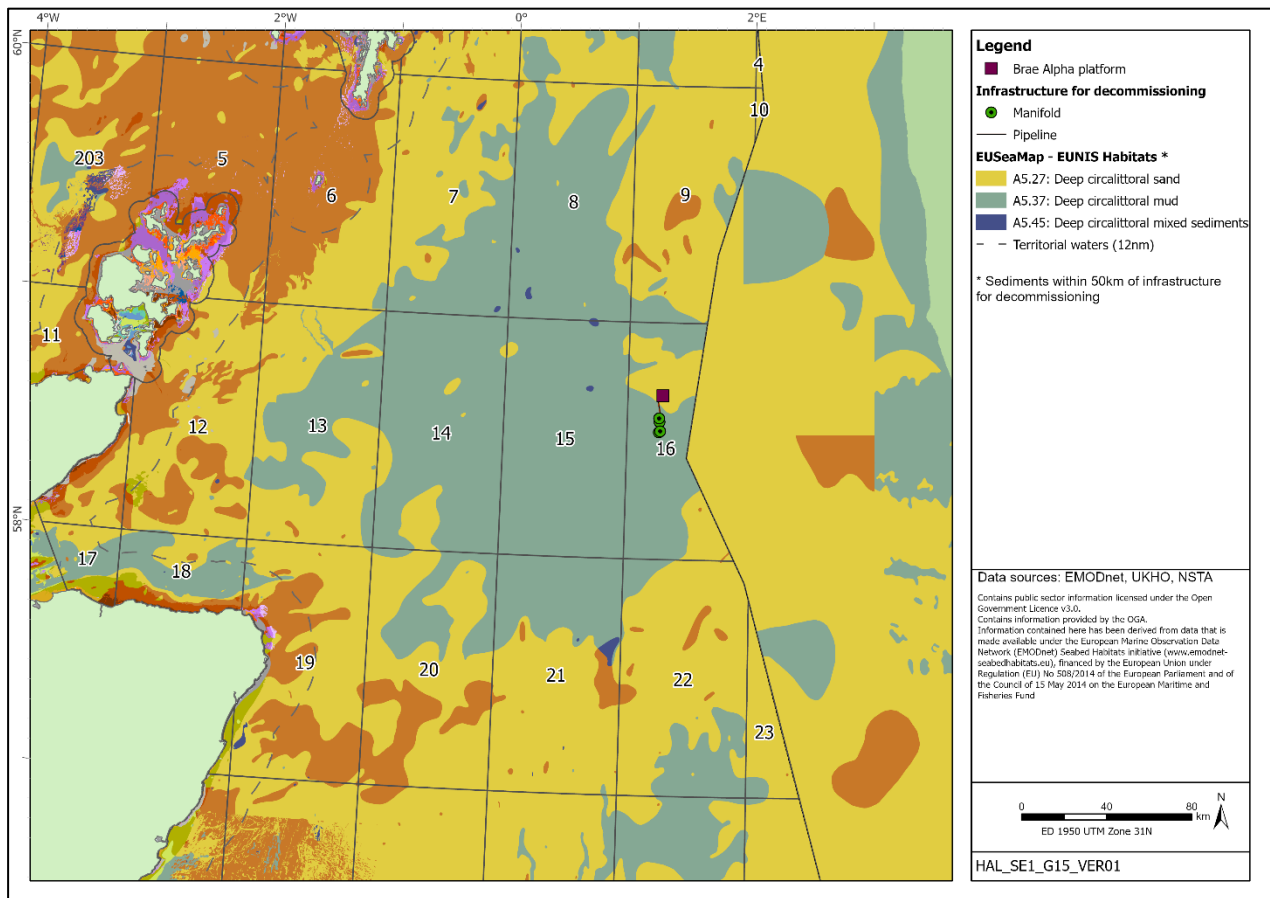 4°W 2°W 0° 2°E
60°N
58°N
4
10
203
5
6
7
8
9
11
12
13
14
15
16
17
18
19
20
21
22
23
Legend
Brae Alpha platform
Infrastructure for decommissioning
Manifold
Pipeline
EUSeaMap - EUNIS Habitats *
A5.27: Deep circalittoral sand
A5.37: Deep circalittoral mud
A5.45: Deep circalittoral mixed sediments
Territorial waters (12nm)
* Sediments within 50km of infrastructure
for decommissioning
Data sources: EMODnet, UKHO, NSTA
Contains public sector information licensed under the Open
Government Licence v3.0.
Contains information provided by the OGA.
Information contained here has been derived from data that is
made available under the European Marine Observation Data
Network (EMODnet) Seabed Habitats initiative (www.emodnet-
seabedhabitats.eu), financed by the European Union under
Regulation (EU) No 508/2014 of the European Parliament and of
the Council of 15 May 2014 on the European Maritime and
Fisheries Fund
0 40 80
km
N
ED 1950 UTM Zone 31N
HAL_SE1_G15_VER01